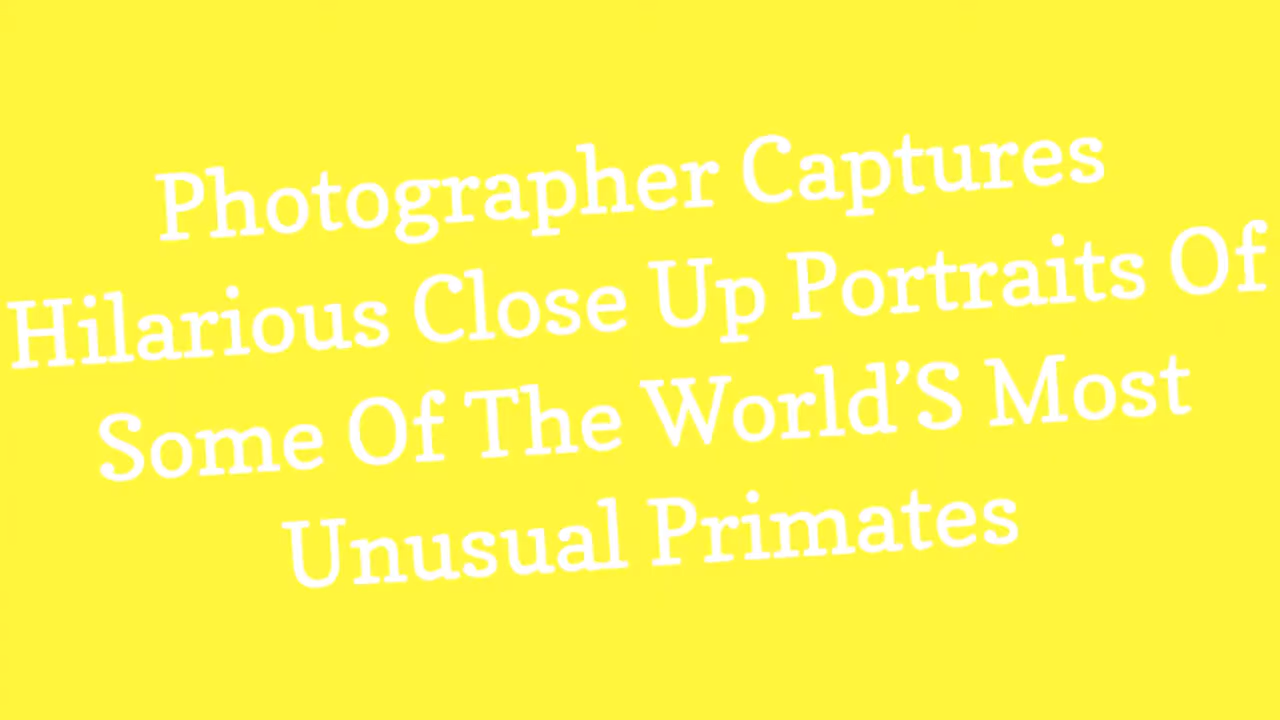 Photographer Captures
Hilarious Close Up Portraits Of
Some Of The World’S Most
Unusual Primates